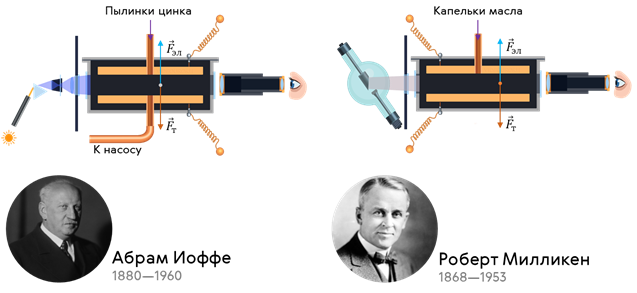 Пылинки цинка
Капельки масла
F эл
F эл
F т
F т
К насосу
Абрам Иоффе
1880—1960
Роберт Милликен
1868—1953